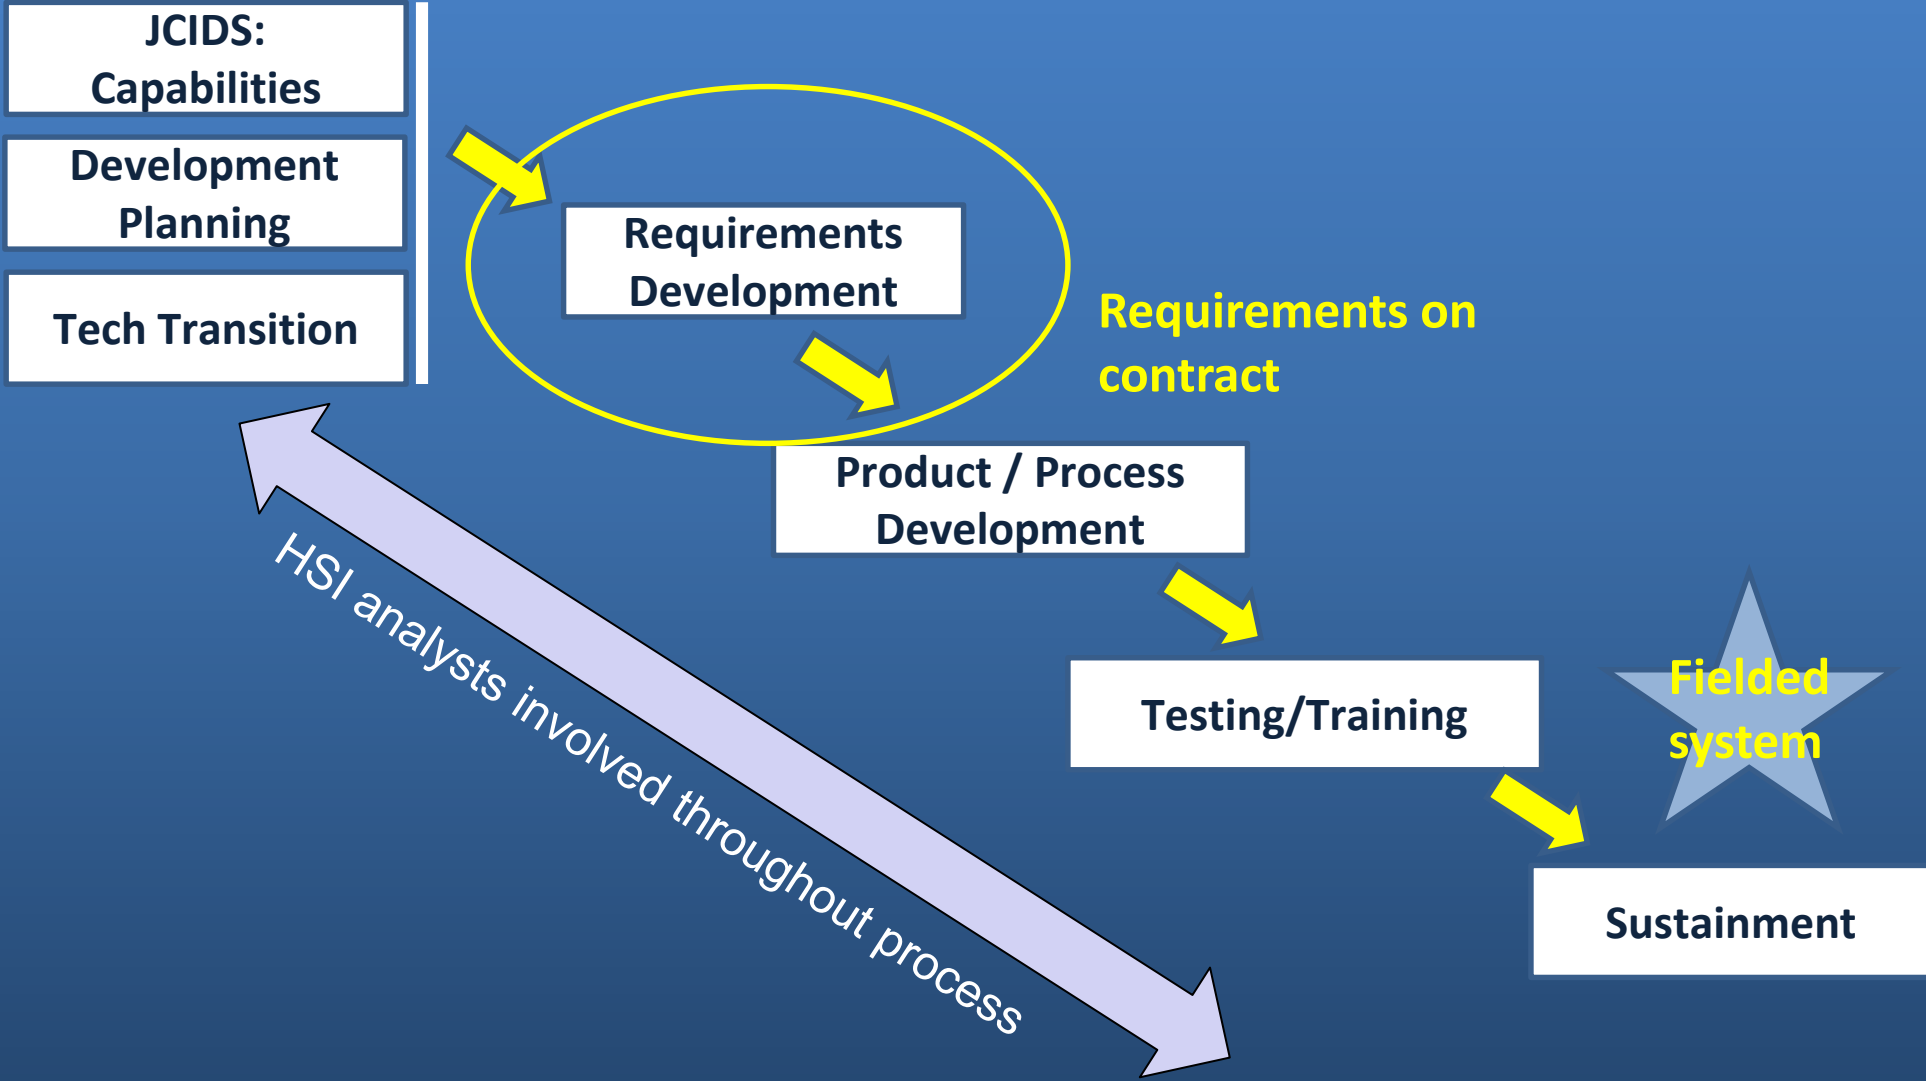 JCIDS:
Capabilities
Development
Planning
Tech Transition
Requirements
Development
Requirements on
contract
Product / Process
Development
HSI analysts involved throughout process
Testing/Training
Fielded
system
Sustainment